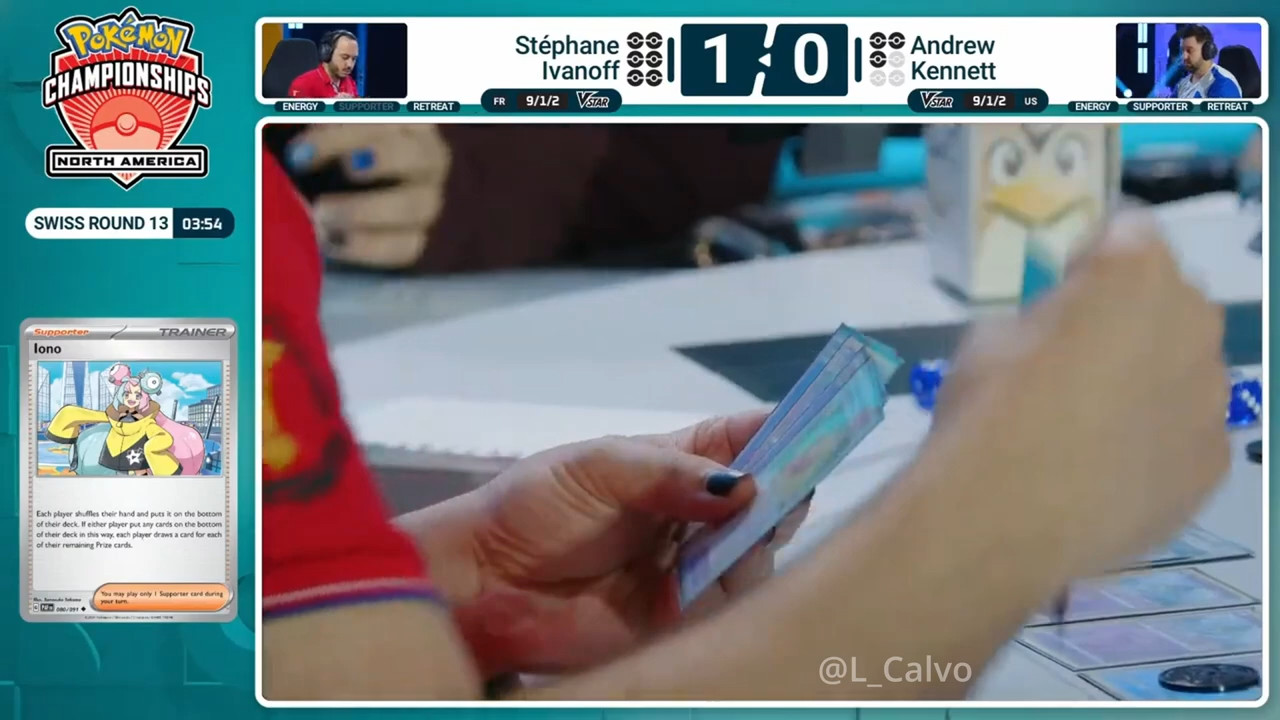 Pokémon
CHAMPIONSHIPS
NORTH AMERICA
SWISS ROUND 13 03:54
Stéphane
Ivanoff
1 0
Andrew
Kennett
ENERGY SUPPORTER RETREAT
FR 9/1/2 VSTAR
VSTAR 9/1/2 US
ENERGY SUPPORTER RETREAT
Supporter TRAINER
Iono
Each player shuffles their hand and puts it on the bottom
of their deck. If either player put any cards on the bottom
of their deck in this way, each player draws a card for each
of their remaining Prize cards.
You may play only 1 Supporter card during
your turn.
@L_Calvo